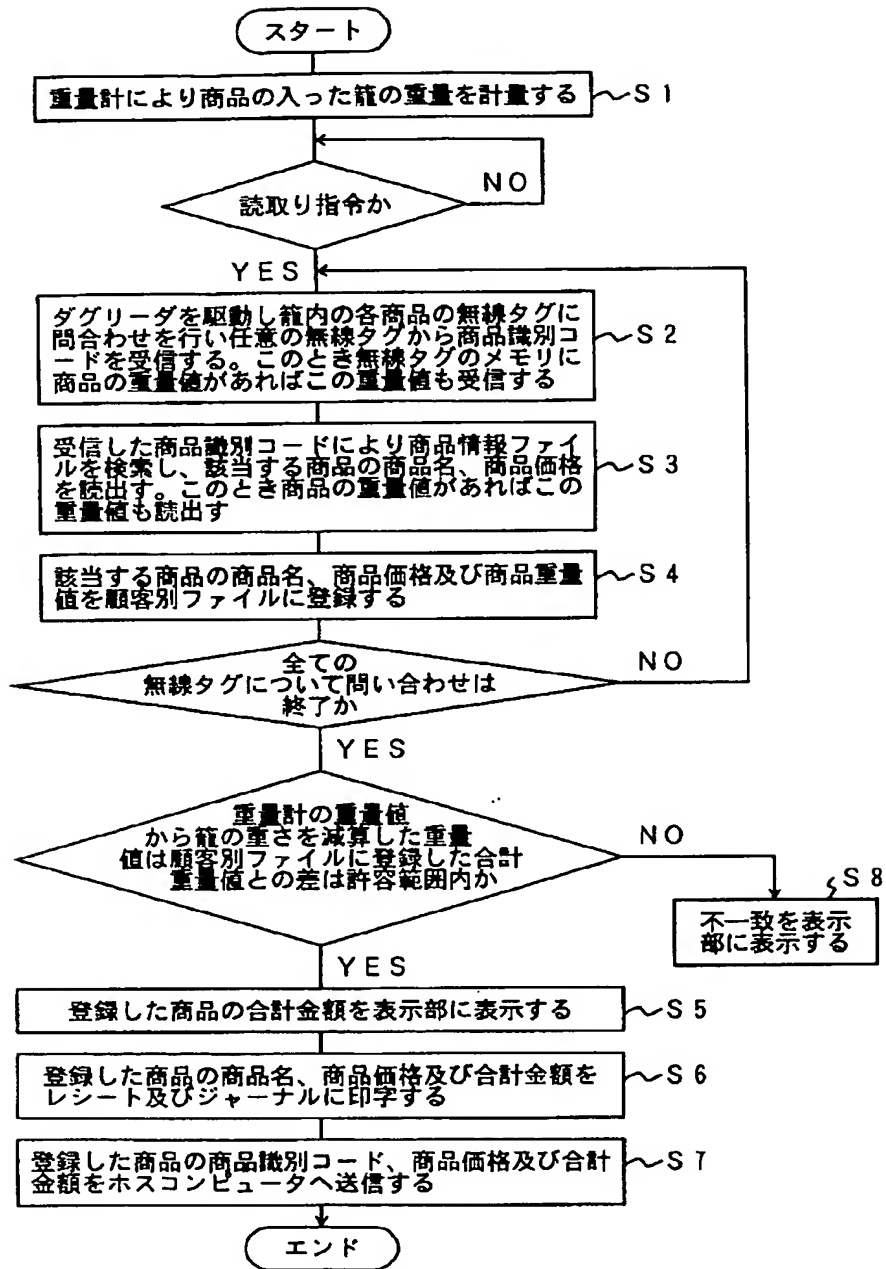 スタート
重量計により商品の入った籠の重量を計量する
S1
NO
読取り指令か
YES
ダグリーダを駆動し籠内の各商品の無線タグに
問合わせを行い任意の無線タグから商品識別コ
ードを受信する。このとき無線タグのメモリに
商品の重量値があればこの重量値も受信する
S2
受信した商品識別コードにより商品情報ファイ
ルを検索し、該当する商品の商品名、商品価格
を読出す。このとき商品の重量値があればこの
重量値も読出す
S3
該当する商品の商品名、商品価格及び商品重量
値を顧客別ファイルに登録する
S4
全ての
無線タグについて問い合わせは
終了か
NO
YES
重量計の重量値
から籠の重さを減算した重量
値は顧客別ファイルに登録した合計
重量値との差は許容範囲内か
NO
S8
不一致を表示
部に表示する
YES
登録した商品の合計金額を表示部に表示する
S5
登録した商品の商品名、商品価格及び合計金額を
レシート及びジャーナルに印字する
S6
登録した商品の商品識別コード、商品価格及び合計
金額をホスコンピュータへ送信する
S7
エンド